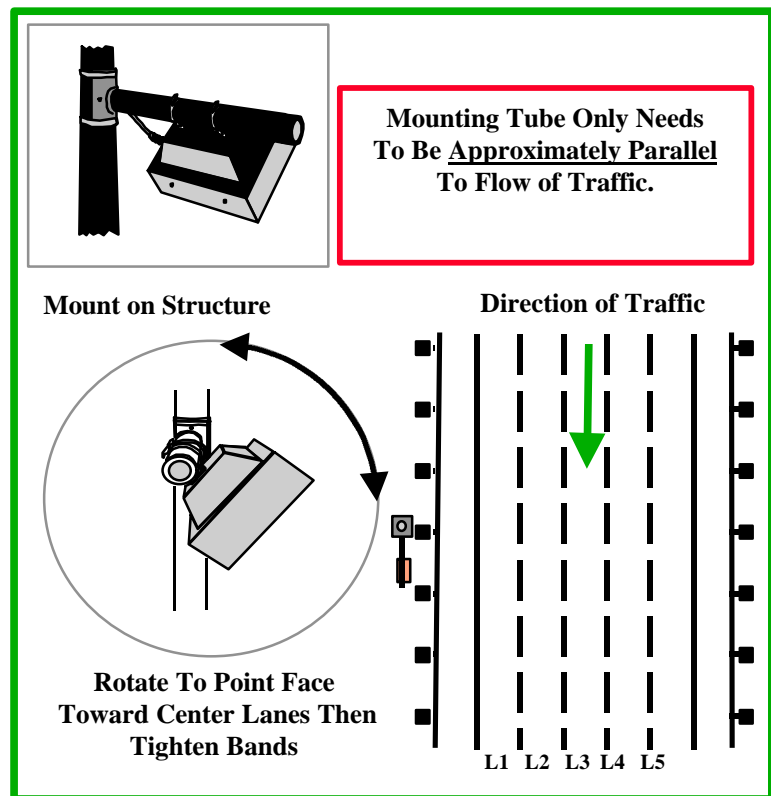 Mounting Tube Only Needs
To Be Approximately Parallel
To Flow of Traffic.
Mount on Structure
Direction of Traffic
Rotate To Point Face
Toward Center Lanes Then
Tighten Bands
L1 L2 L3 L4 L5